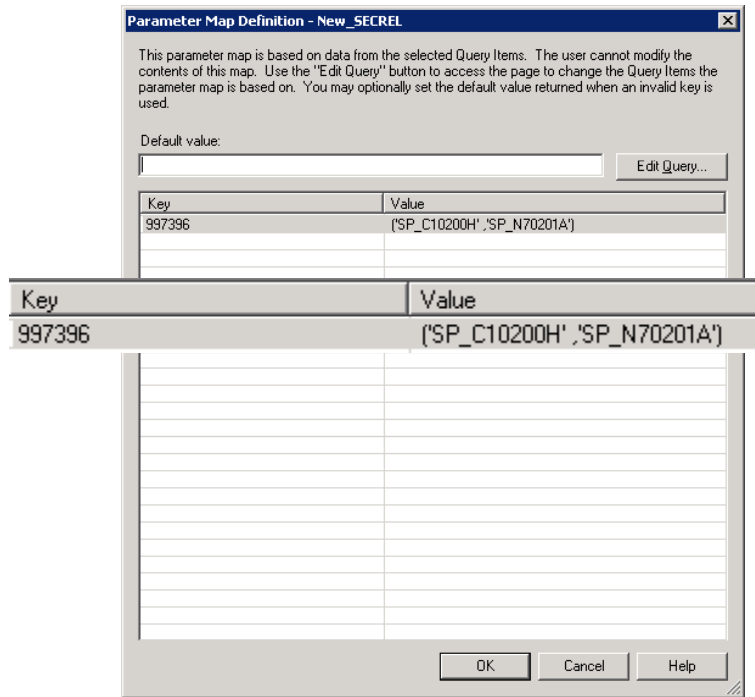 Parameter Map Definition - New_SECREL
This parameter map is based on data from the selected Query Items. The user cannot modify the
contents of this map. Use the "Edit Query" button to access the page to change the Query Items the
parameter map is based on. You may optionally set the default value returned when an invalid key is
used.
Default value:
Edit Query...
Key Value
997396 ('SP_C10200H' ,'SP_N70201A')
Key Value
997396 ('SP_C10200H' ,'SP_N70201A')
OK Cancel Help